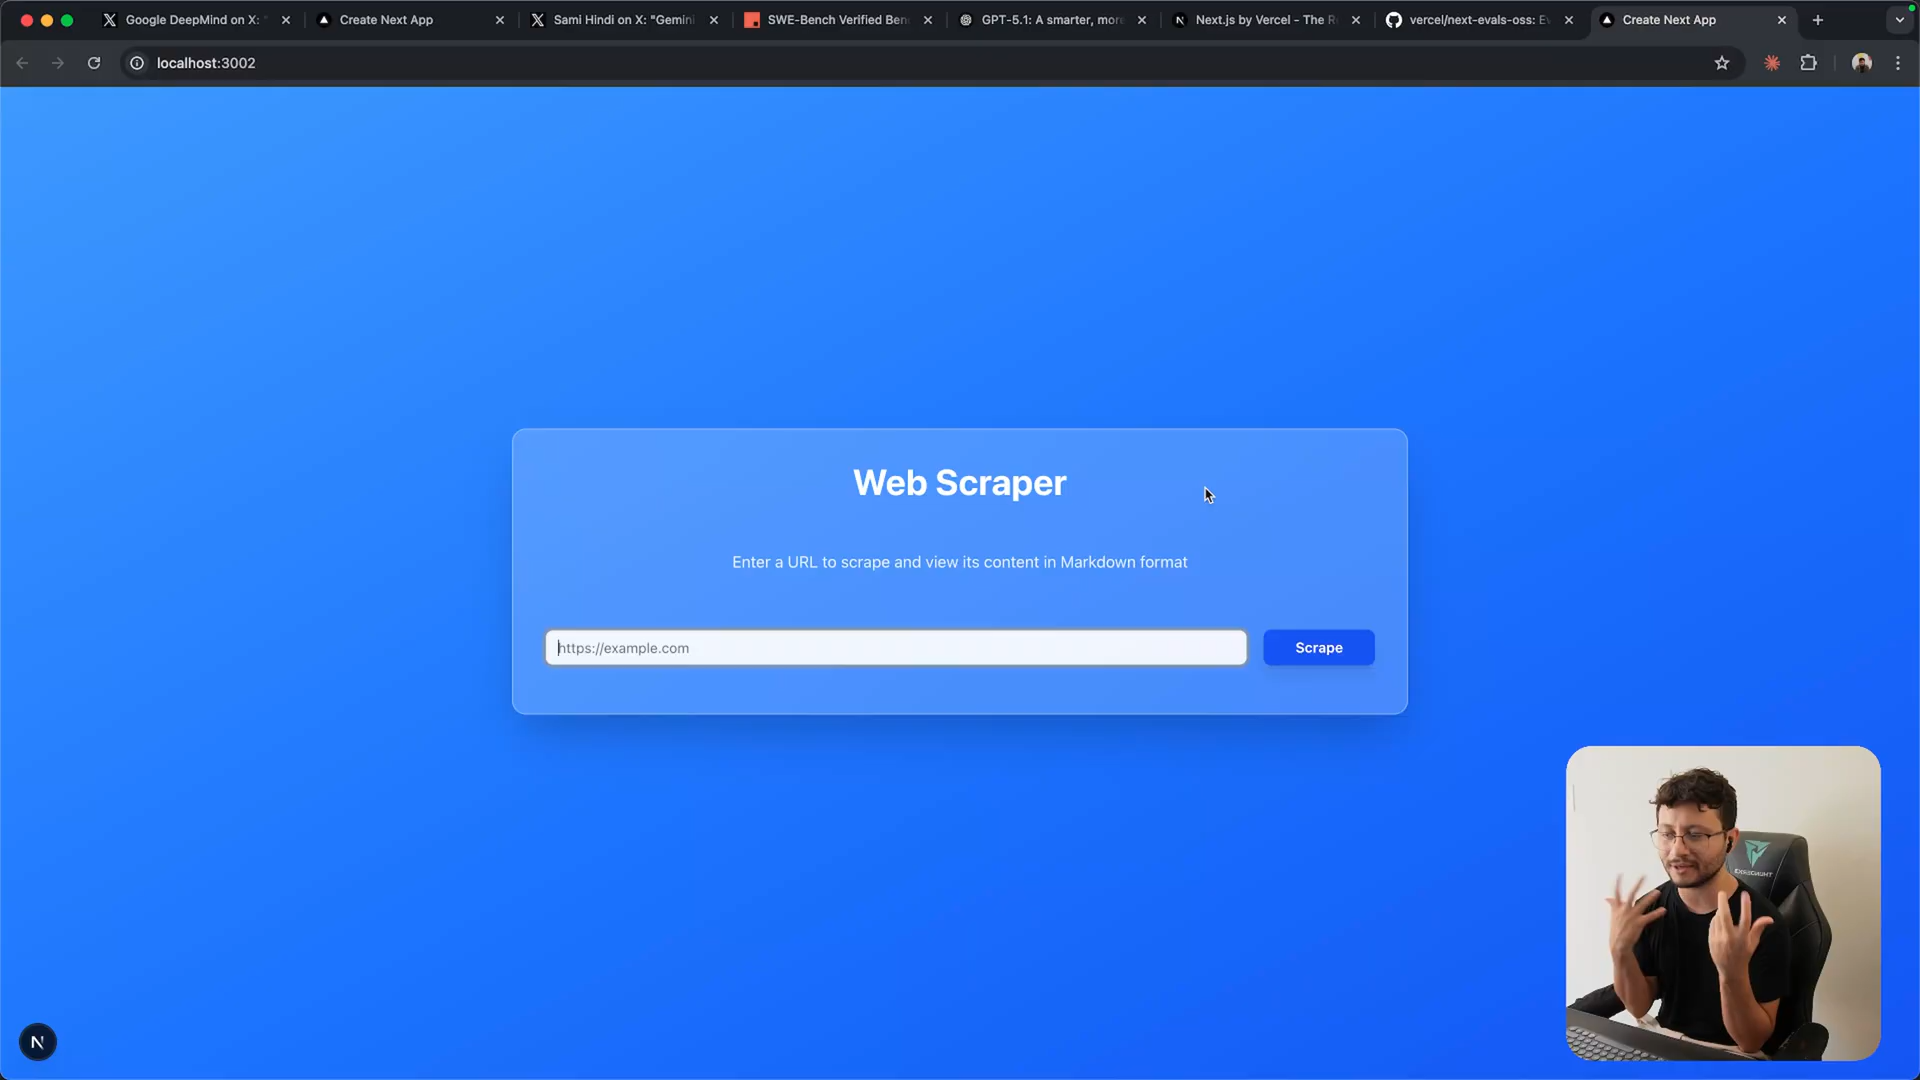 Google DeepMind on X: "
Create Next App
Sami Hindi on X: "Gemini
SWE-Bench Verified Ben
GPT-5.1: A smarter, more
Next.js by Vercel - The R
vercel/next-evals-oss: Ev
Create Next App
localhost:3002
Web Scraper
Enter a URL to scrape and view its content in Markdown format
https://example.com
Scrape
N